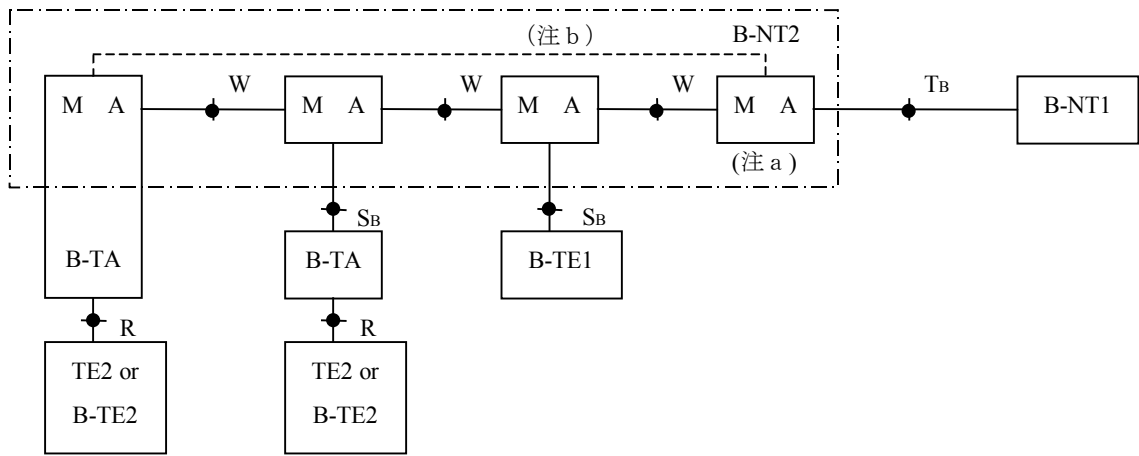 (注 b) B-NT2
W W W TB
M A M A M A M A B-NT1
(注 a)
SB SB
B-TA B-TA B-TE1
R R
TE2 or TE2 or
B-TE2 B-TE2